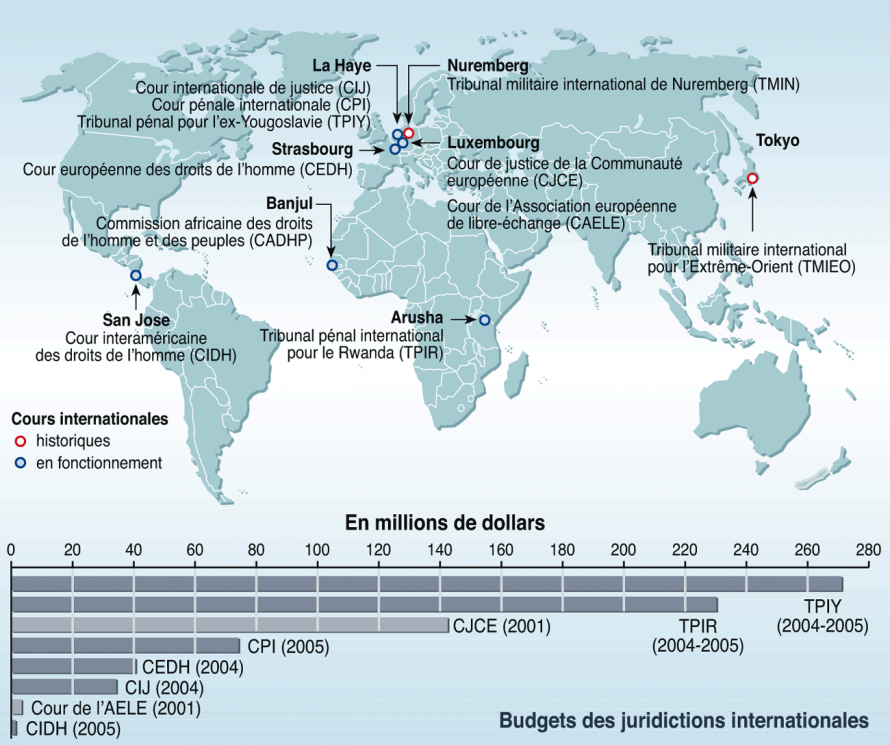 La Haye
Cour internationale de justice (CIJ)
Cour pénale internationale (CPI)
Tribunal pénal pour l'ex-Yougoslavie (TPIY)
Nuremberg
Tribunal militaire international de Nuremberg (TMIN)
Strasbourg
Cour européenne des droits de l'homme (CEDH)
Luxembourg
Cour de justice de la Communauté
européenne (CJCE)
Cour de l'Association européenne
de libre-échange (CAELE)
Tokyo
Tribunal militaire international
pour l'Extrême-Orient (TMIEO)
Banjul
Commission africaine des droits
de l'homme et des peuples (CADHP)
San Jose
Cour interaméricaine
des droits de l'homme (CIDH)
Arusha
Tribunal pénal international
pour le Rwanda (TPIR)
Cours internationales
historiques
en fonctionnement
En millions de dollars
0 20 40 60 80 100 120 140 160 180 200 220 240 260 280
TPIY
(2004-2005)
TPIR
(2004-2005)
CJCE (2001)
CPI (2005)
CEDH (2004)
CIJ (2004)
Cour de l'AELE (2001)
CIDH (2005)
Budgets des juridictions internationales